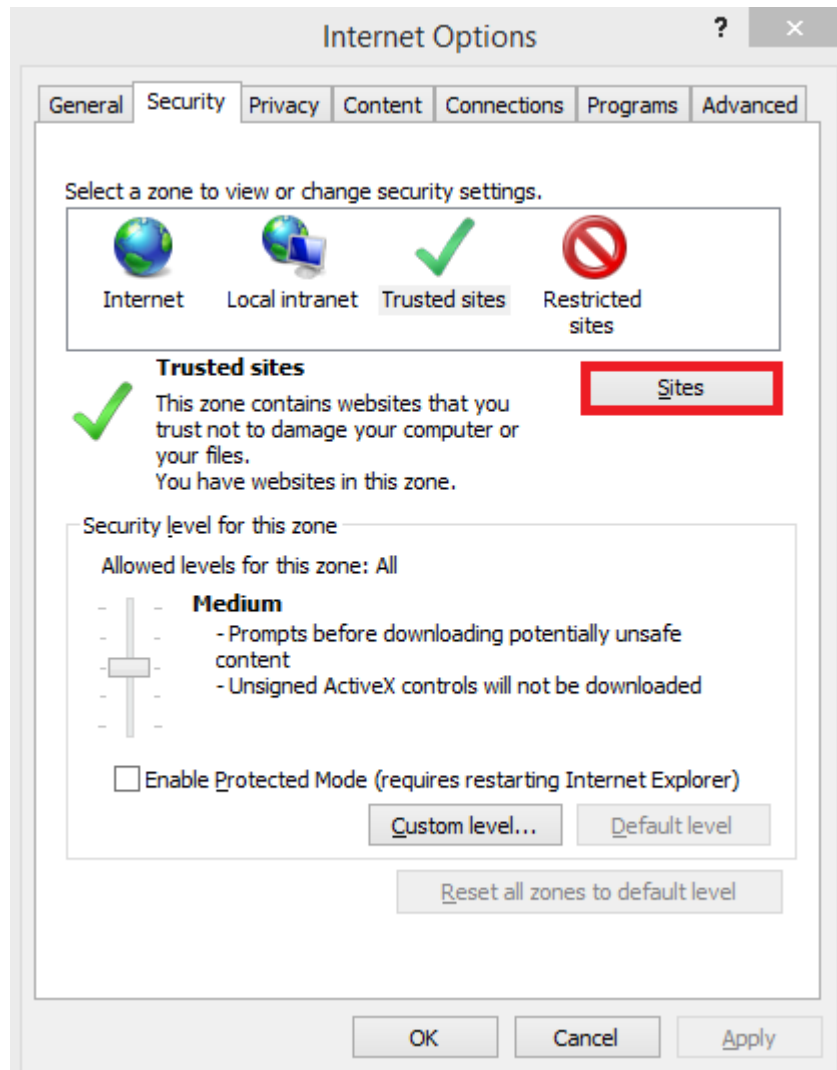 Internet Options
?
×
General Security Privacy Content Connections Programs Advanced
Select a zone to view or change security settings.
Internet Local intranet Trusted sites Restricted
sites
Trusted sites
Sites
This zone contains websites that you
trust not to damage your computer or
your files.
You have websites in this zone.
Security level for this zone
Allowed levels for this zone: All
Medium
- Prompts before downloading potentially unsafe
content
- Unsigned ActiveX controls will not be downloaded
Enable Protected Mode (requires restarting Internet Explorer)
Custom level... Default level
Reset all zones to default level
OK Cancel Apply